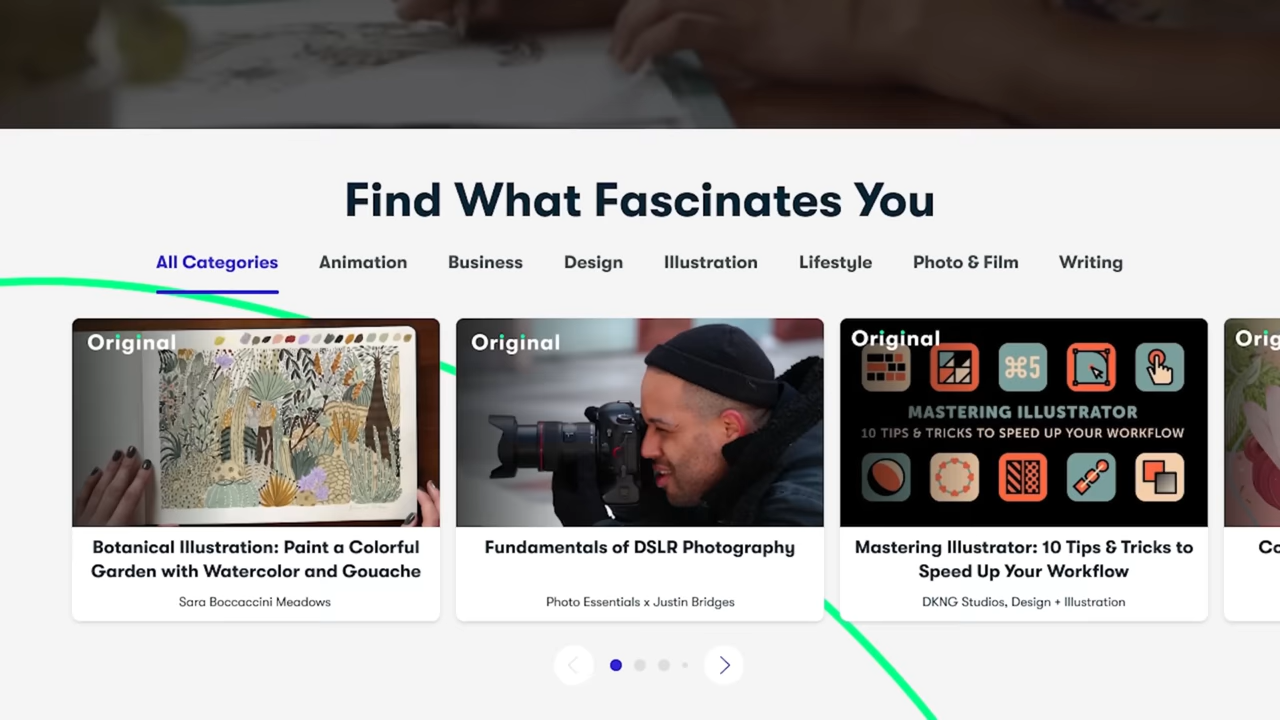 Find What Fascinates You
All Categories Animation Business Design Illustration Lifestyle Photo & Film Writing
Original
Original
Original
⌘5
MASTERING ILLUSTRATOR
10 TIPS & TRICKS TO SPEED UP YOUR WORKFLOW
Botanical Illustration: Paint a Colorful
Garden with Watercolor and Gouache
Sara Boccaccini Meadows
Fundamentals of DSLR Photography
Photo Essentials x Justin Bridges
Mastering Illustrator: 10 Tips & Tricks to
Speed Up Your Workflow
DKNG Studios, Design + Illustration